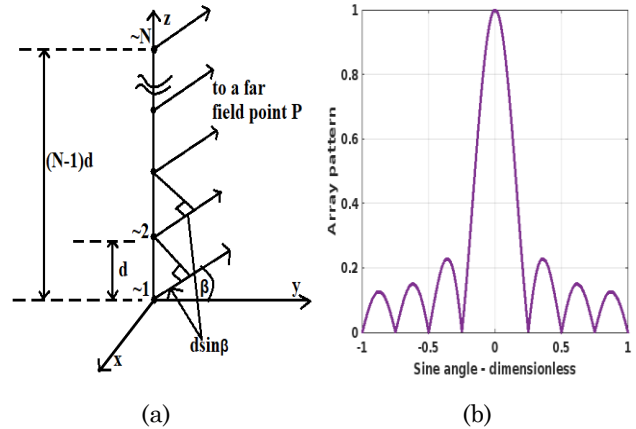 z
~N
to a far
field point P
(N-1)d
~2
d
~1
β
y
x
dsinβ
(a)
1
0.8
0.6
0.4
0.2
0
Array pattern
-1
-0.5
0
0.5
1
Sine angle - dimensionless
(b)